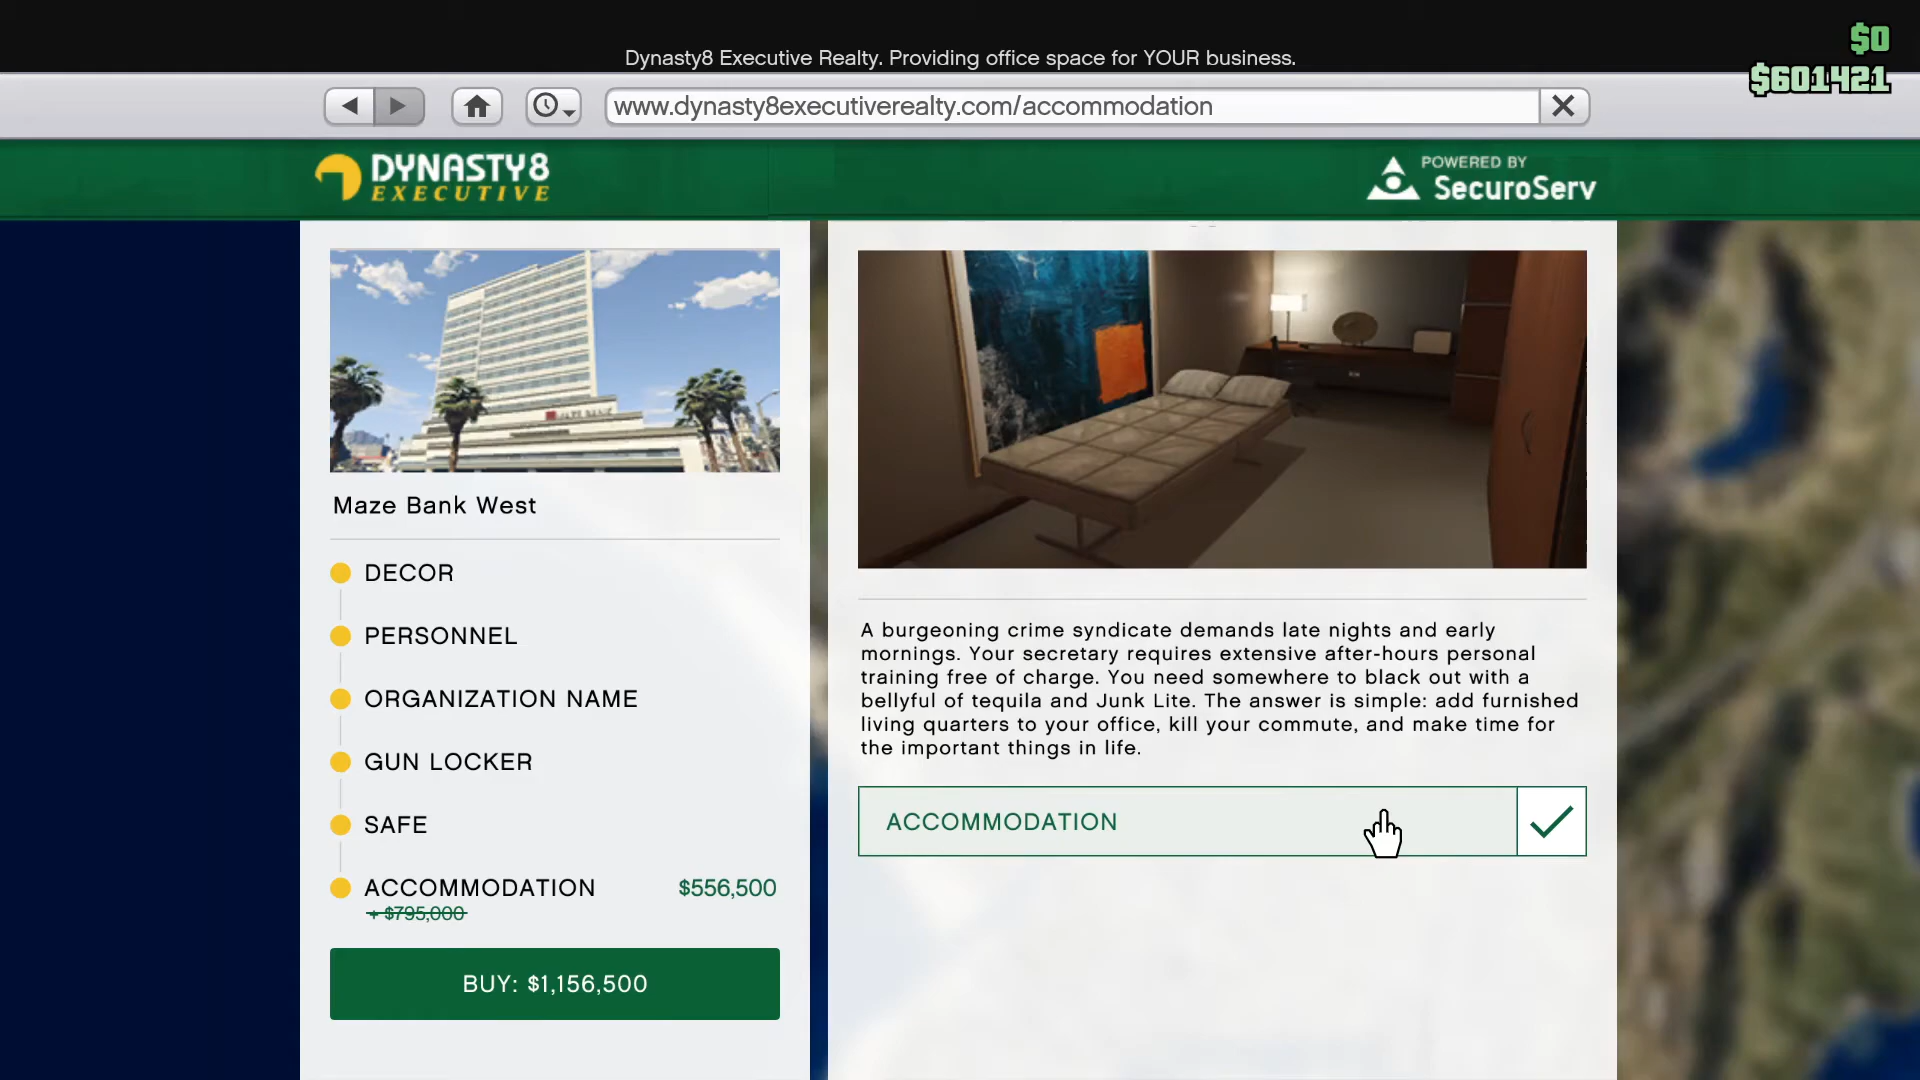 $0
$601421
Dynasty8 Executive Realty. Providing office space for YOUR business.
www.dynasty8executiverealty.com/accommodation
DYNASTY8
EXECUTIVE
POWERED BY
SecuroServ
MAZE BANK
Maze Bank West
DECOR
PERSONNEL
ORGANIZATION NAME
GUN LOCKER
SAFE
ACCOMMODATION $556,500
+ $795,000
BUY: $1,156,500
A burgeoning crime syndicate demands late nights and early
mornings. Your secretary requires extensive after-hours personal
training free of charge. You need somewhere to black out with a
bellyful of tequila and Junk Lite. The answer is simple: add furnished
living quarters to your office, kill your commute, and make time for
the important things in life.
ACCOMMODATION